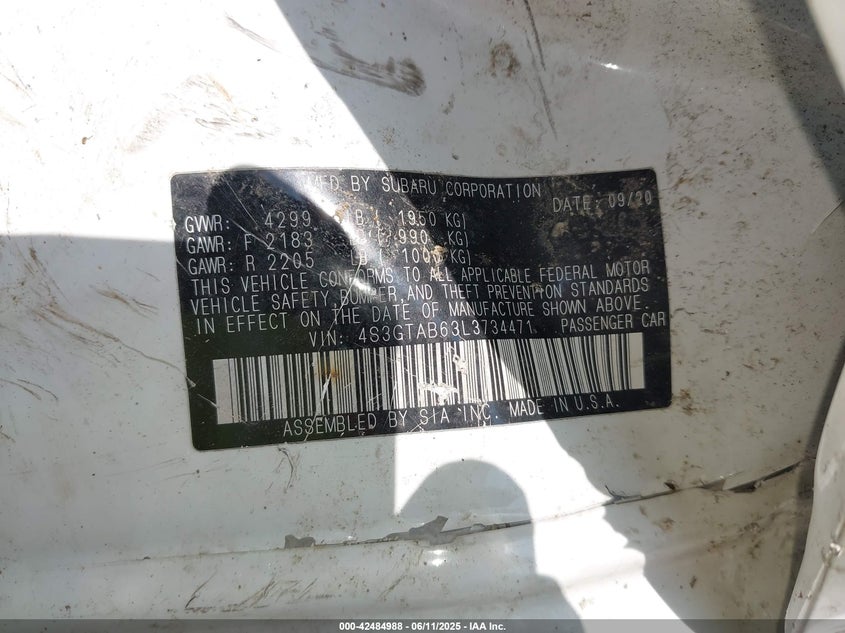 MFD BY SUBARU CORPORATION
DATE: 09/20
GVWR: 4299 LB ( 1950 KG)
GAWR: F 2183 990 KG)
GAWR: R 2205 LB ( KG)
THIS VEHICLE CONFORMS TO ALL APPLICABLE FEDERAL MOTOR
VEHICLE SAFETY, BUMPER, AND THEFT PREVENTION STANDARDS
IN EFFECT ON THE DATE OF MANUFACTURE SHOWN ABOVE.
VIN: 4S3GTAB63L3734471 PASSENGER CAR
ASSEMBLED BY SIA INC. MADE IN U.S.A.
000-42484988 - 06/11/2025 - IAA Inc.